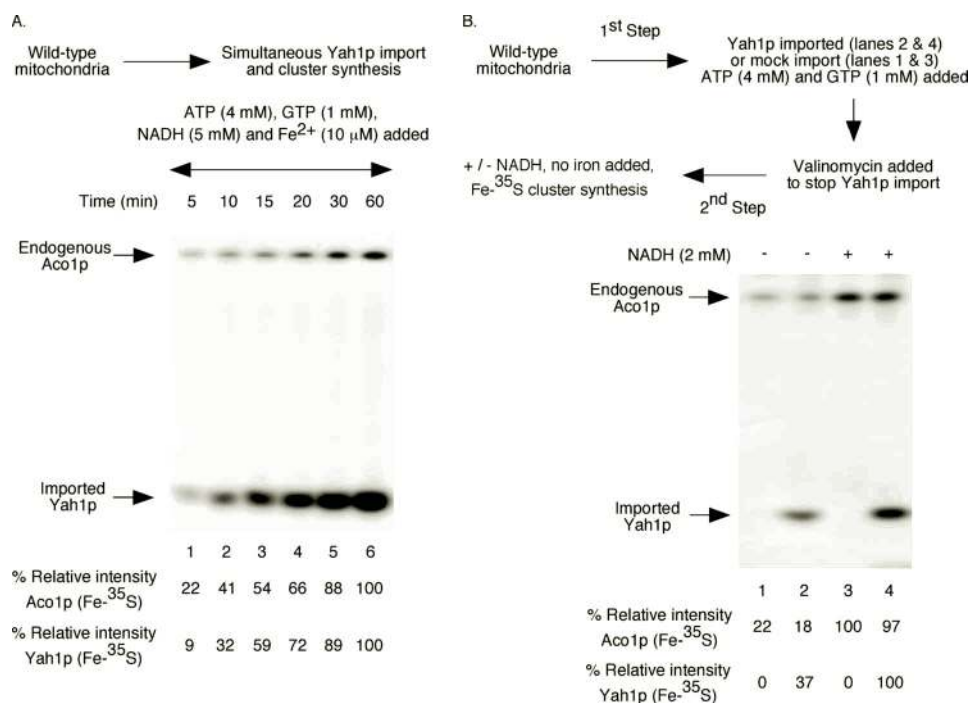 A.
Wild-type
mitochondria
Simultaneous Yah1p import
and cluster synthesis
ATP (4 mM), GTP (1 mM),
NADH (5 mM) and Fe2+ (10 μM) added
Time (min) 5 10 15 20 30 60
Endogenous
Aco1p
Imported
Yah1p
1 2 3 4 5 6
% Relative intensity
Aco1p (Fe-35S) 22 41 54 66 88 100
% Relative intensity
Yah1p (Fe-35S) 9 32 59 72 89 100
B.
1st Step
Wild-type
mitochondria
Yah1p imported (lanes 2 & 4)
or mock import (lanes 1 & 3)
ATP (4 mM) and GTP (1 mM) added
Valinomycin added
to stop Yah1p import
2nd Step
+ / - NADH, no iron added,
Fe-35S cluster synthesis
NADH (2 mM) - - + +
Endogenous
Aco1p
Imported
Yah1p
1 2 3 4
% Relative intensity
Aco1p (Fe-35S) 22 18 100 97
% Relative intensity
Yah1p (Fe-35S) 0 37 0 100